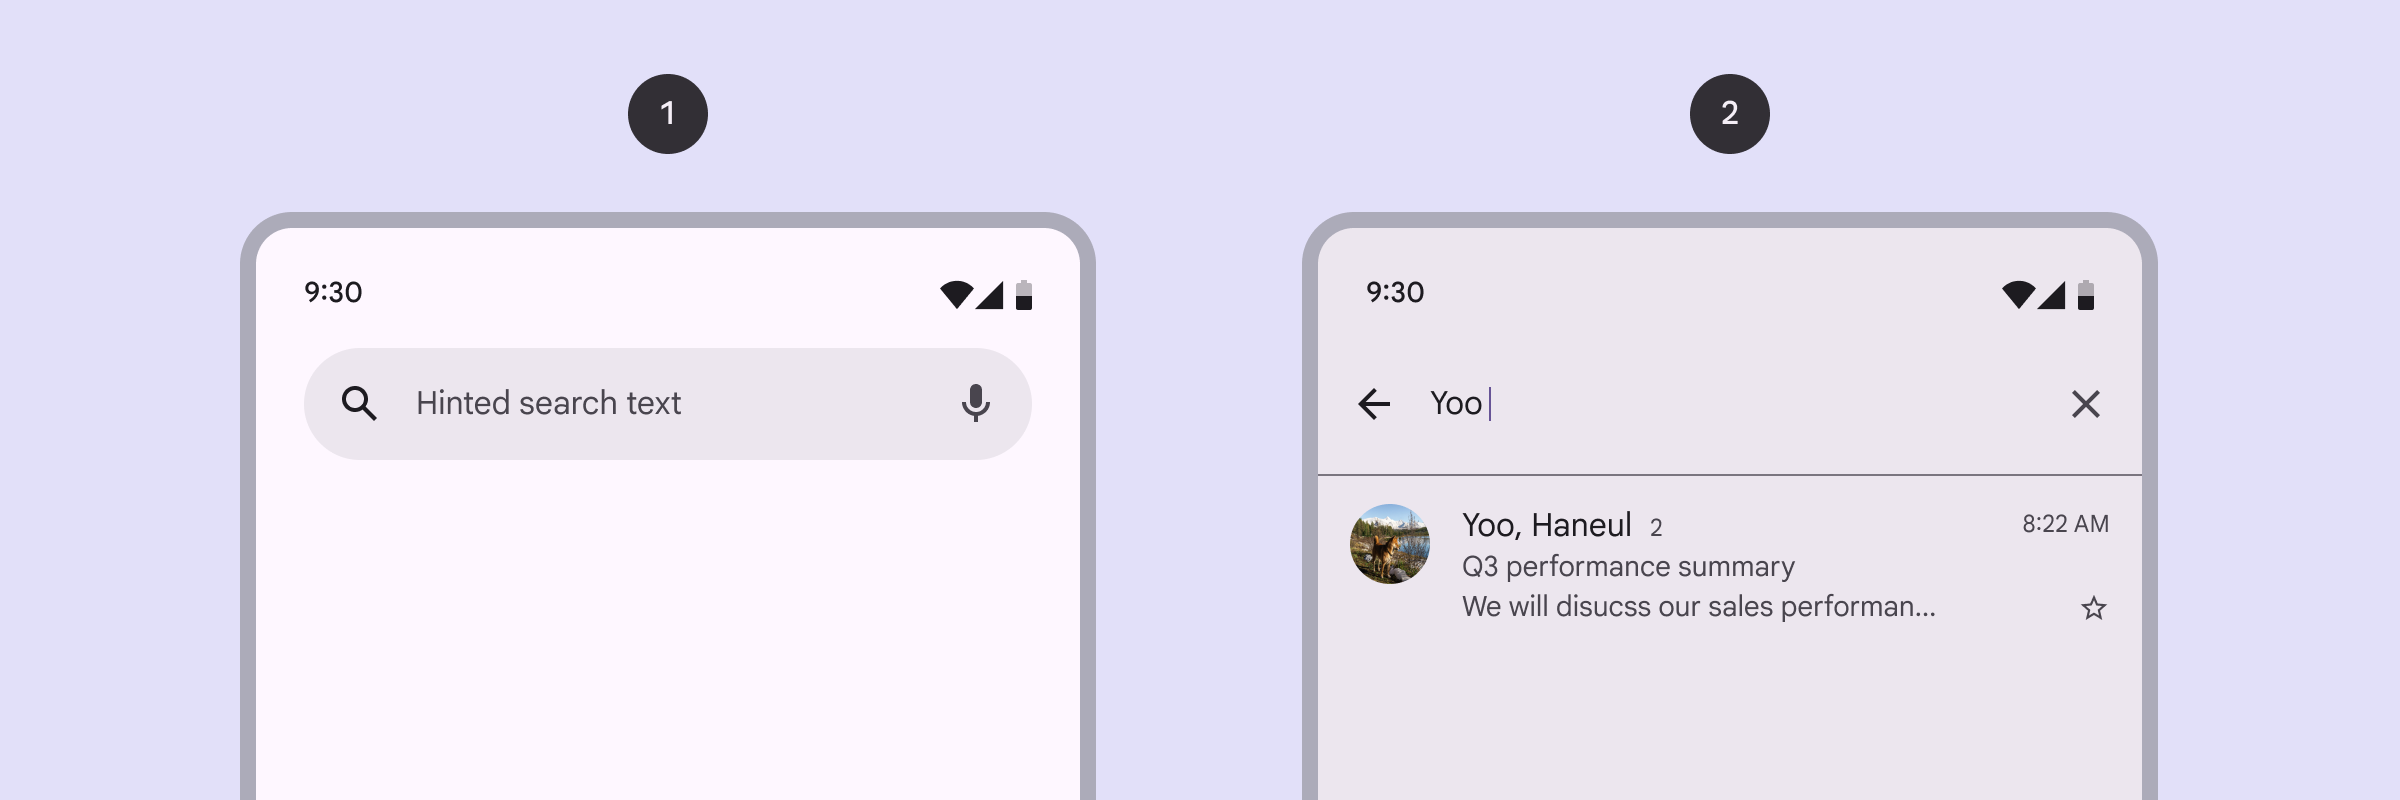 1
9:30
Hinted search text
2
9:30
Yoo
Yoo, Haneul 2
8:22 AM
Q3 performance summary
We will disucss our sales performan...